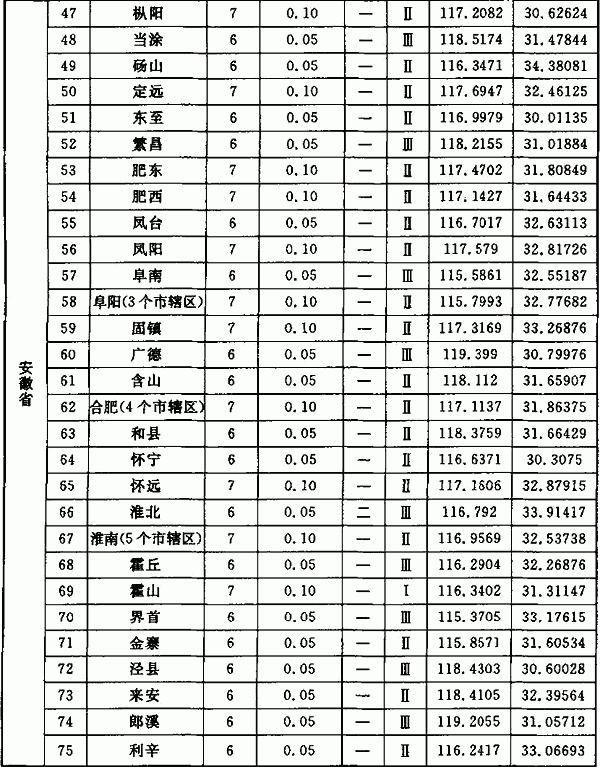 47 枞阳 7 0.10 一 Ⅱ 117.2082 30.62624
48 当涂 6 0.05 一 Ⅲ 118.5174 31.47844
49 砀山 6 0.05 一 Ⅱ 116.3471 34.38081
50 定远 7 0.10 一 Ⅱ 117.6947 32.46125
51 东至 6 0.05 一 Ⅱ 116.9979 30.01135
52 繁昌 6 0.05 一 Ⅲ 118.2155 31.01884
53 肥东 7 0.10 一 Ⅱ 117.4702 31.80849
54 肥西 7 0.10 一 Ⅱ 117.1427 31.64433
55 凤台 6 0.05 一 Ⅱ 116.7017 32.63113
56 凤阳 7 0.10 一 Ⅱ 117.579 32.81726
57 阜南 6 0.05 一 Ⅲ 115.5861 32.55187
58 阜阳(3个市辖区) 7 0.10 一 Ⅱ 115.7993 32.77682
59 固镇 7 0.10 一 Ⅱ 117.3169 33.26876
60 广德 6 0.05 一 Ⅲ 119.399 30.79976
安徽省
61 含山 6 0.05 一 Ⅱ 118.112 31.65907
62 合肥(4个市辖区) 7 0.10 一 Ⅱ 117.1137 31.86375
63 和县 6 0.05 一 Ⅱ 118.3759 31.66429
64 怀宁 6 0.05 一 Ⅱ 116.6371 30.3075
65 怀远 7 0.10 一 Ⅱ 117.1606 32.87915
66 淮北 6 0.05 二 Ⅲ 116.792 33.91417
67 淮南(5个市辖区) 7 0.10 一 Ⅱ 116.9569 32.53738
68 霍丘 6 0.05 一 Ⅲ 116.2904 32.26876
69 霍山 7 0.10 一 Ⅰ 116.3402 31.31147
70 界首 6 0.05 一 Ⅲ 115.3705 33.17615
71 金寨 6 0.05 一 Ⅱ 115.8571 31.60534
72 泾县 6 0.05 一 Ⅲ 118.4303 30.60028
73 来安 6 0.05 一 Ⅱ 118.4105 32.39564
74 郎溪 6 0.05 一 Ⅲ 119.2055 31.05712
75 利辛 6 0.05 一 Ⅱ 116.2417 33.06693